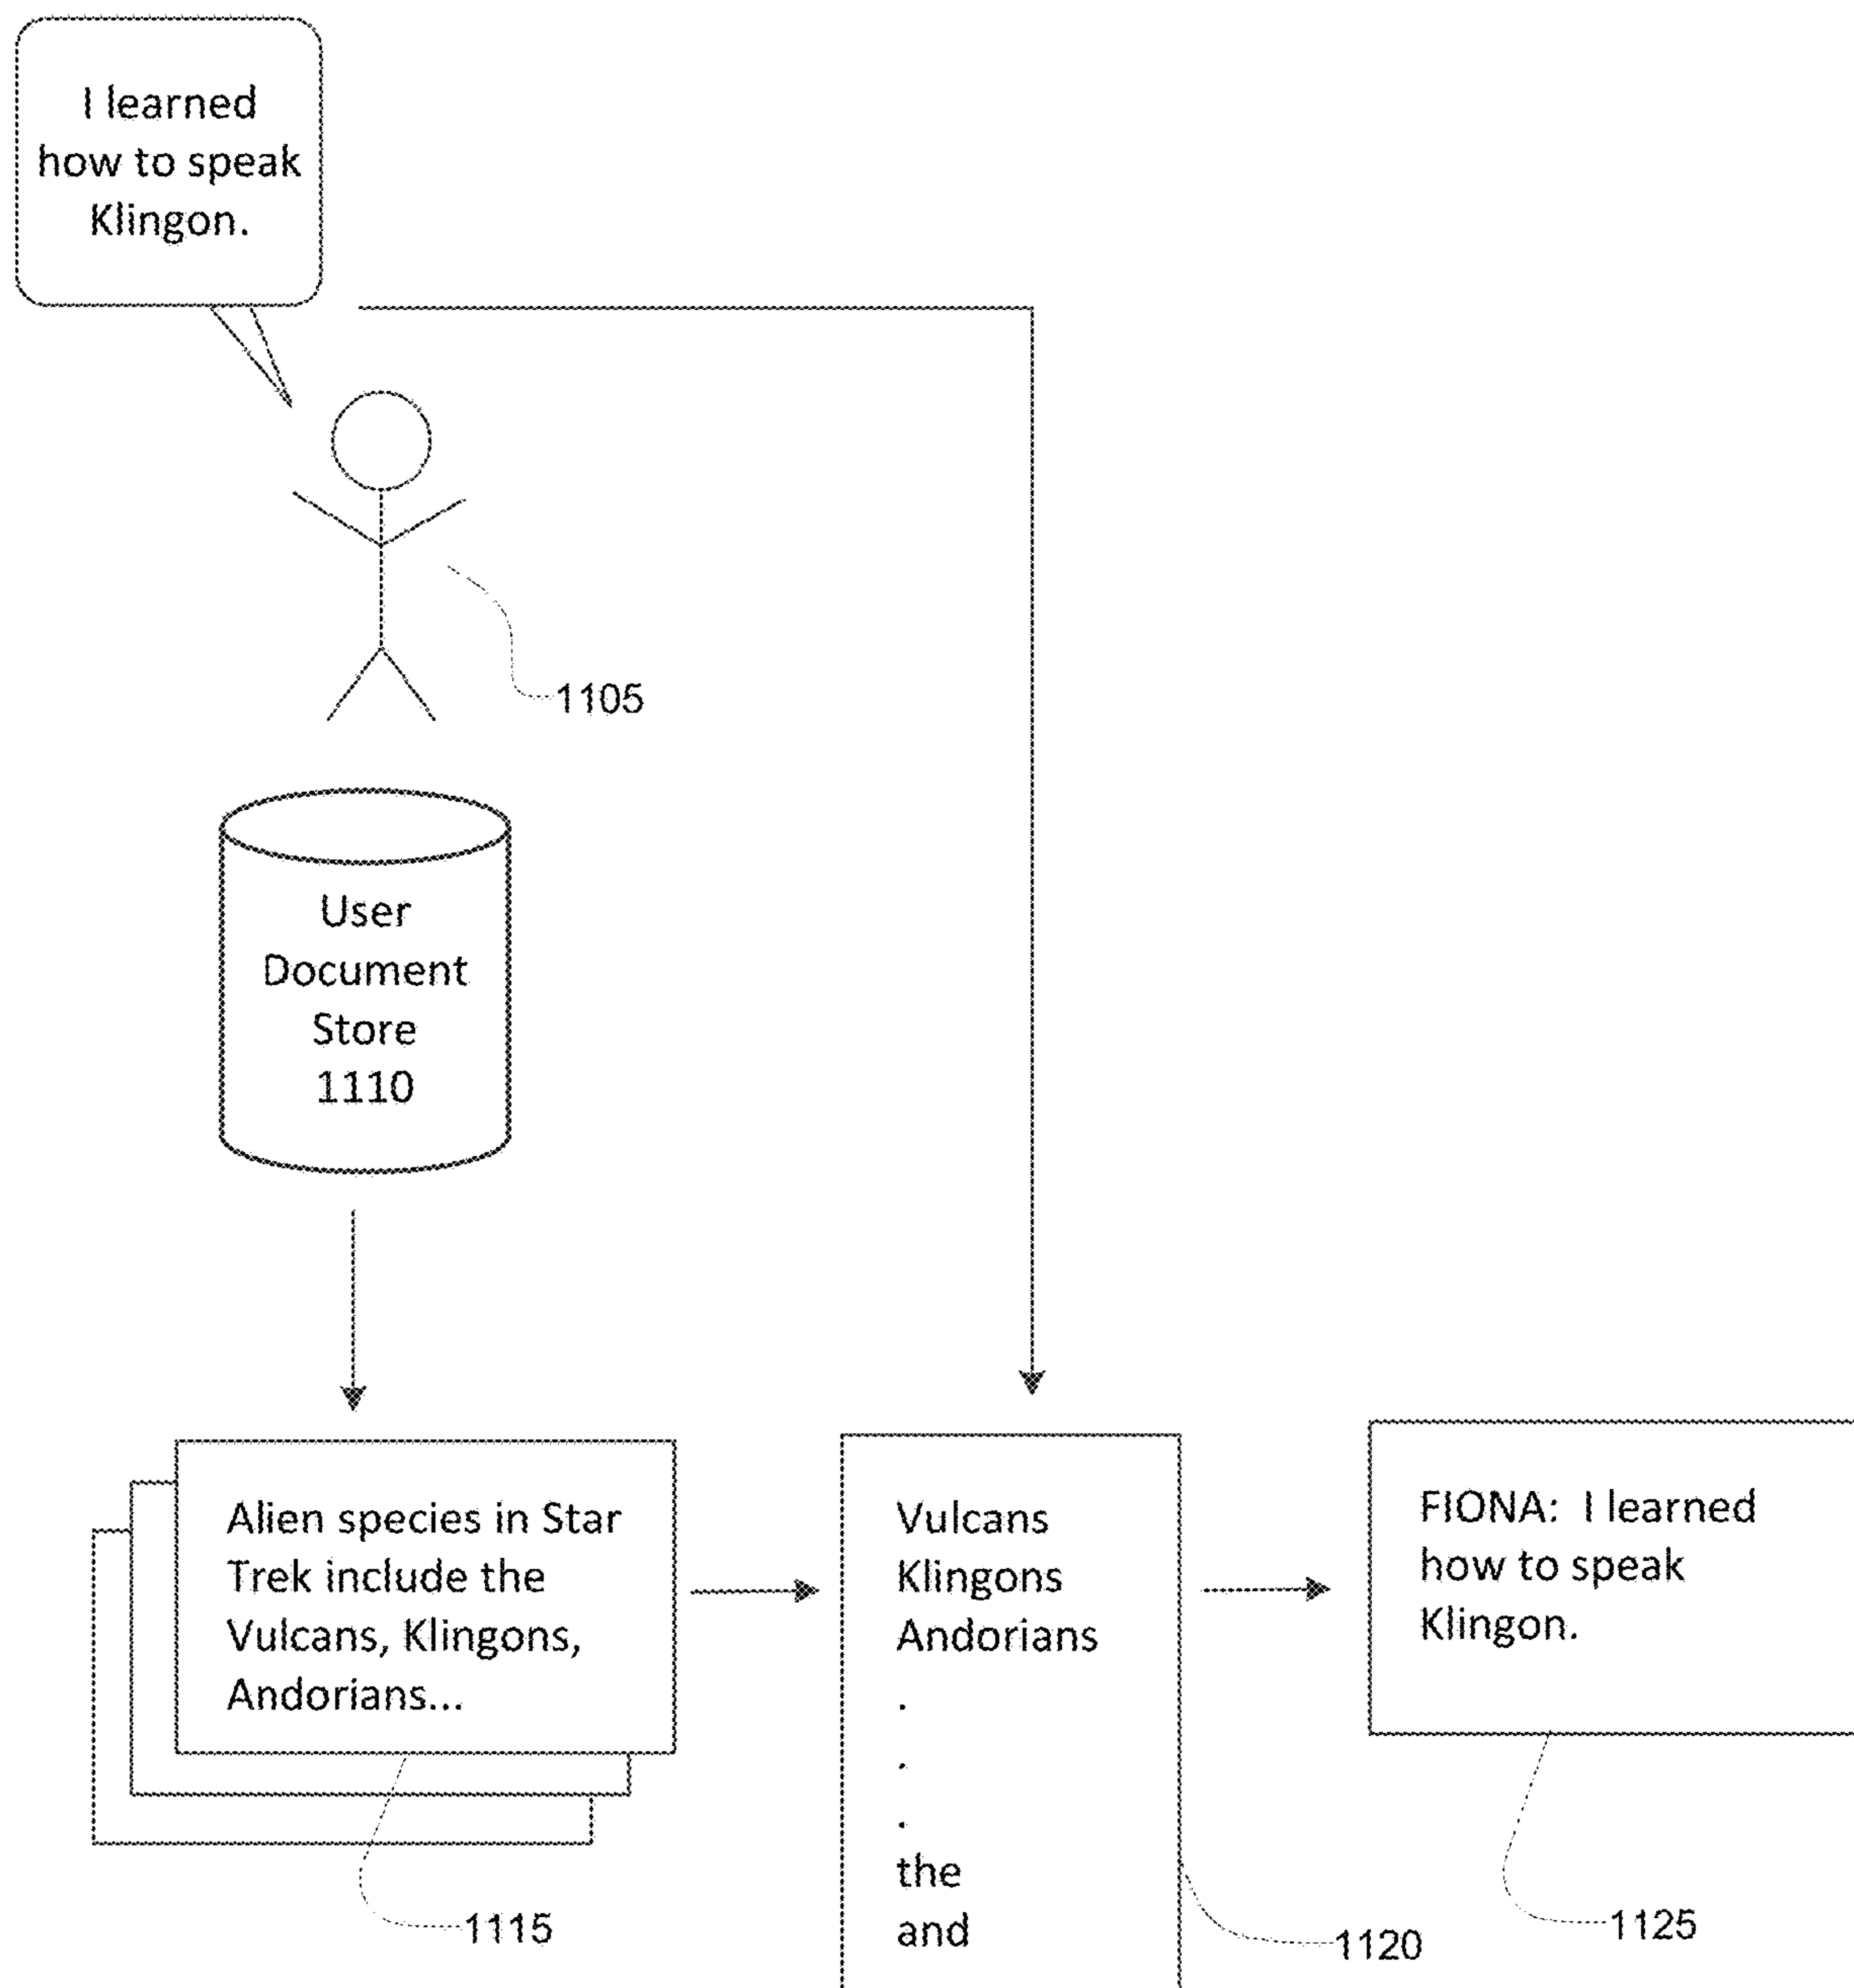 I learned
how to speak
Klingon.
1105
User
Document
Store
1110
Alien species in Star
Trek include the
Vulcans, Klingons,
Andorians...
1115
Vulcans
Klingons
Andorians
.
.
.
the
and
1120
FIONA:  I learned
how to speak
Klingon.
1125